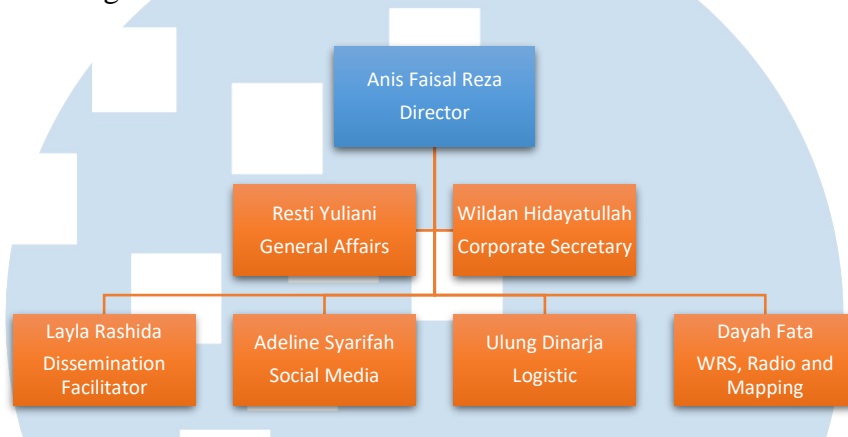 Anis Faisal Reza
Director
Resti Yuliani
General Affairs
Wildan Hidayatullah
Corporate Secretary
Layla Rashida
Dissemination
Facilitator
Adeline Syarifah
Social Media
Ulung Dinarja
Logistic
Dayah Fata
WRS, Radio and
Mapping